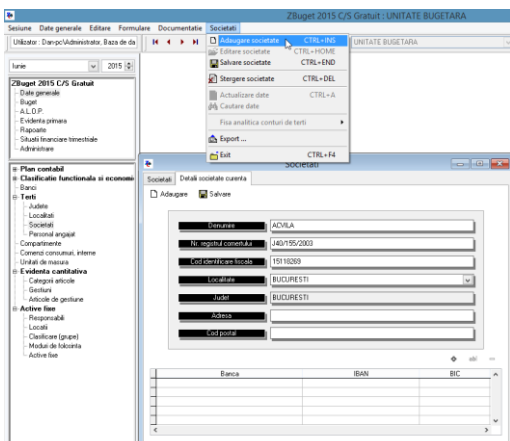 ZBuget 2015 C/S Gratuit : UNITATE BUGETARA
Sesiune Date generale Editare Formulare Documentatie Societati
Utilizator : Dan-pc\Administrator, Baza de da
UNITATE BUGETARA
Adaugare societate CTRL+INS
Editare societate CTRL+HOME
Salvare societate CTRL+END
Stergere societate CTRL+DEL
Actualizare date CTRL+A
Cautare date
Fisa analitica conturi de terti
Export ...
Exit CTRL+F4
Iunie 2015
ZBuget 2015 C/S Gratuit
Date generale
Buget
A.L.O.P.
Evidenta primara
Rapoarte
Situatii financiare trimestriale
Administrare
Plan contabil
Clasificatie functionala si economi
Banci
Terti
Judete
Localitati
Societati
Personal angajat
Compartimente
Comenzi consumuri, interne
Unitati de masura
Evidenta cantitativa
Categorii articole
Gestiuni
Articole de gestiune
Active fixe
Responsabili
Locatii
Clasificare (grupe)
Moduri de folosinta
Active fixe
Societati
Societati Detalii societate curenta
Adaugare Salvare
Denumire ACVILA
Nr. registrul comertului J40/155/2003
Cod identificare fiscala 15118269
Localitate BUCURESTI
Judet BUCURESTI
Adresa
Cod postal
Banca IBAN BIC